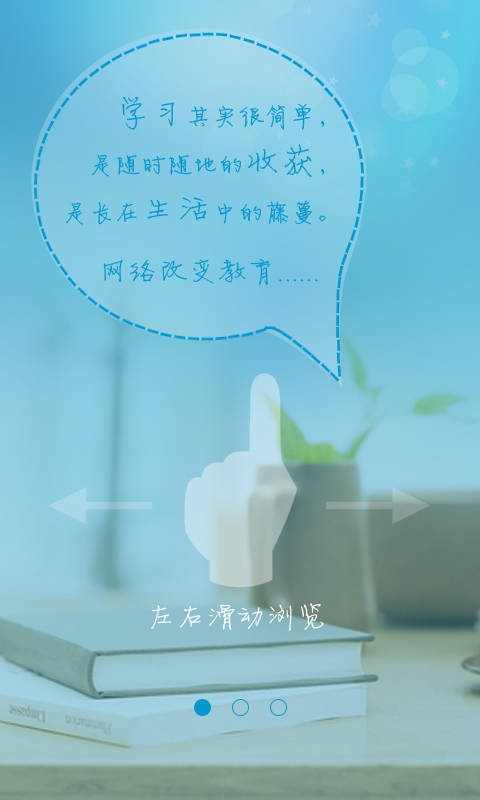 学习其实很简单，
是随时随地的收获，
是长在生活中的藤蔓。
网络改变教育……
左右滑动浏览